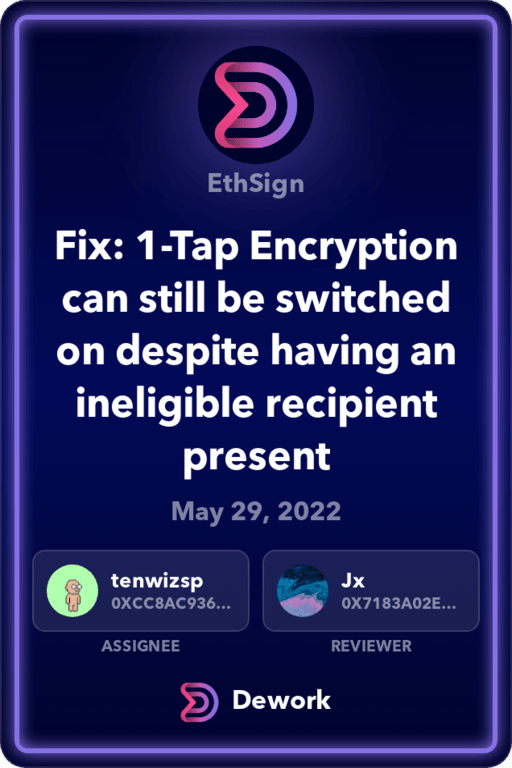 EthSign
Fix: 1-Tap Encryption
can still be switched
on despite having an
ineligible recipient
present
May 29, 2022
tenwizsp
0XCC8AC936...
Jx
0X7183A02E...
ASSIGNEE
REVIEWER
Dework